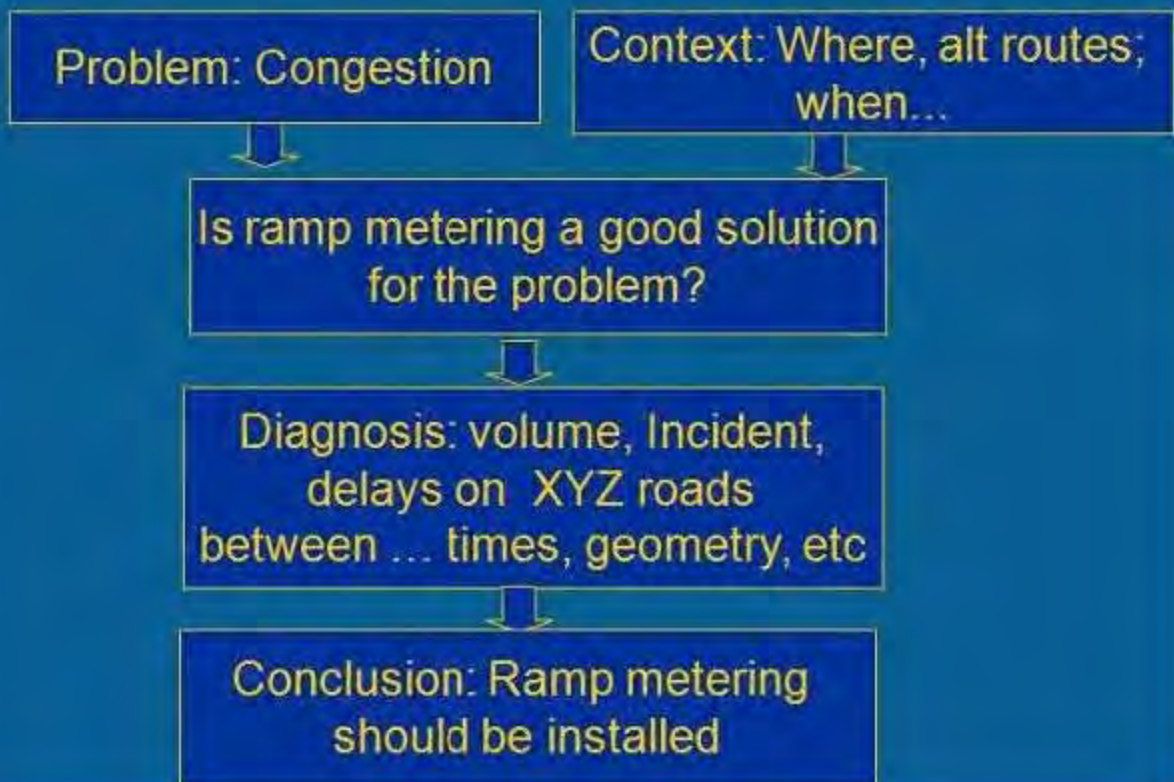 Problem: Congestion
Context: Where, alt routes;
when...
Is ramp metering a good solution
for the problem?
Diagnosis: volume, Incident,
delays on XYZ roads
between ... times, geometry, etc
Conclusion: Ramp metering
should be installed